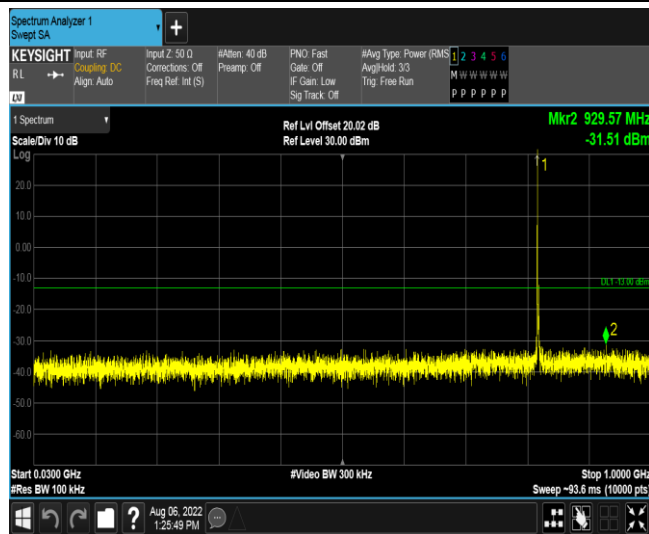 Spectrum Analyzer 1
Swept SA
+
KEYSIGHT Input: RF Input Z: 50 Ω #Atten: 40 dB PNO: Fast #Avg Type: Power (RMS 1 2 3 4 5 6
RL Coupling: DC Corrections: Off Preamp: Off Gate: Off Avg|Hold: 3/3 M W W W W W
Align: Auto Freq Ref: Int (S) IF Gain: Low Trig: Free Run
Sig Track: Off P P P P P P
LXI
1 Spectrum Ref Lvl Offset 20.02 dB Mkr2 929.57 MHz
Scale/Div 10 dB Ref Level 30.00 dBm -31.51 dBm
Log
1
20.0
10.0
0.00
-10.0
DL1 -13.00 dBm
-20.0
-30.0
2
-40.0
-50.0
-60.0
Start 0.0300 GHz #Video BW 300 kHz Stop 1.0000 GHz
#Res BW 100 kHz Sweep ~93.6 ms (10000 pts)
? Aug 06, 2022
1:25:49 PM